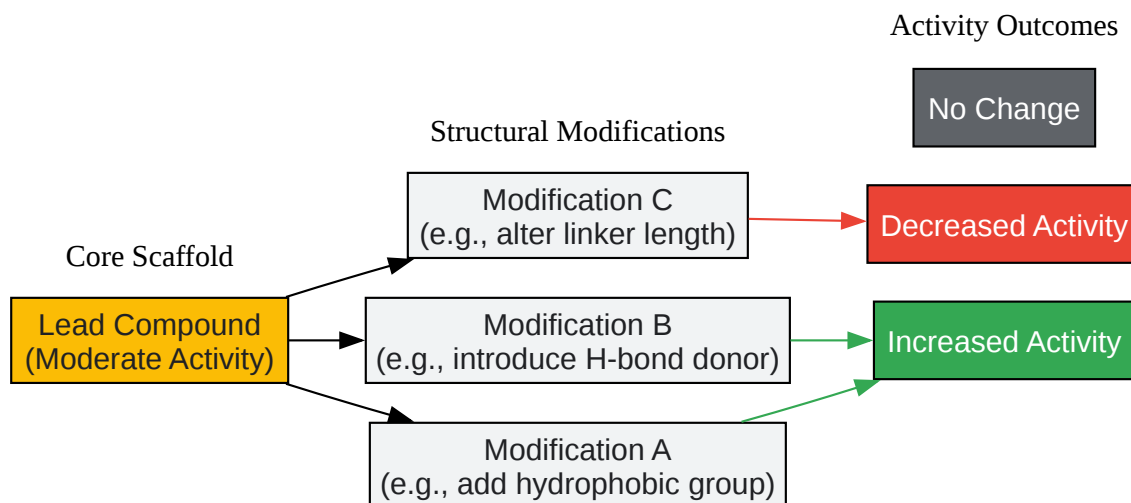 Activity Outcomes
No Change
Structural Modifications
Modification C
(e.g., alter linker length)
Decreased Activity
Core Scaffold
Lead Compound
(Moderate Activity)
Modification B
(e.g., introduce H-bond donor)
Increased Activity
Modification A
(e.g., add hydrophobic group)